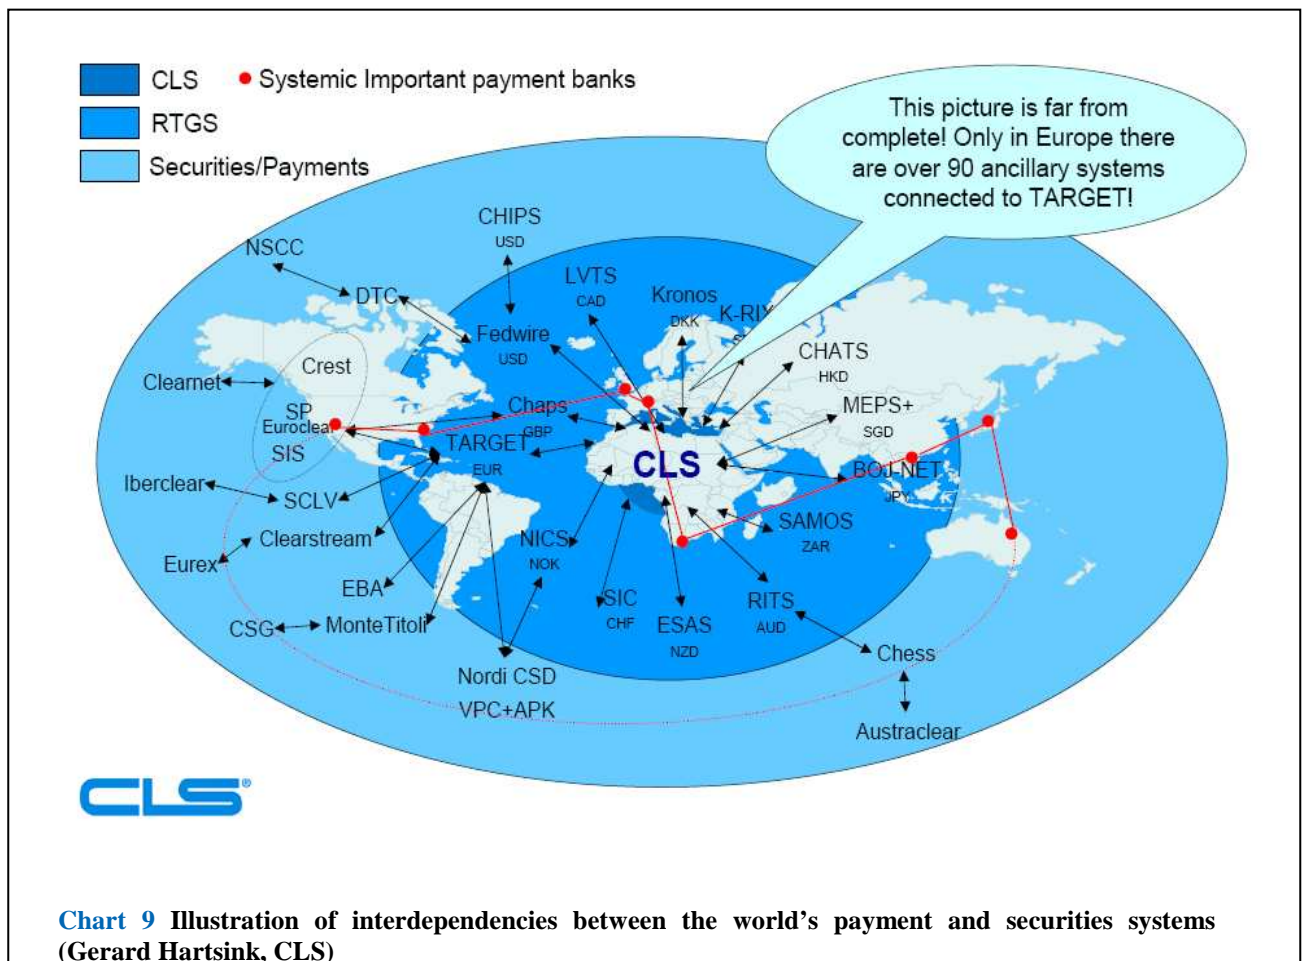 CLS
Systemic Important payment banks
RTGS
Securities/Payments
This picture is far from
complete! Only in Europe there
are over 90 ancillary systems
connected to TARGET!
CHIPS
USD
NSCC
DTC
LVTS
CAD
Kronos
DKK
K-RIX
Fedwire
USD
CHATS
HKD
Crest
Clearnet
SP
Euroclear
SIS
Chaps
GBP
MEPS+
SGD
TARGET
EUR
CLS
BOJ-NET
JPY
Iberclear
SCLV
SAMOS
ZAR
Clearstream
Eurex
NICS
NOK
EBA
SIC
CHF
RITS
AUD
CSG
MonteTitoli
ESAS
NZD
Chess
Nordi CSD
VPC+APK
Austraclear
CLS®
Chart 9 Illustration of interdependencies between the world’s payment and securities systems
(Gerard Hartsink, CLS)